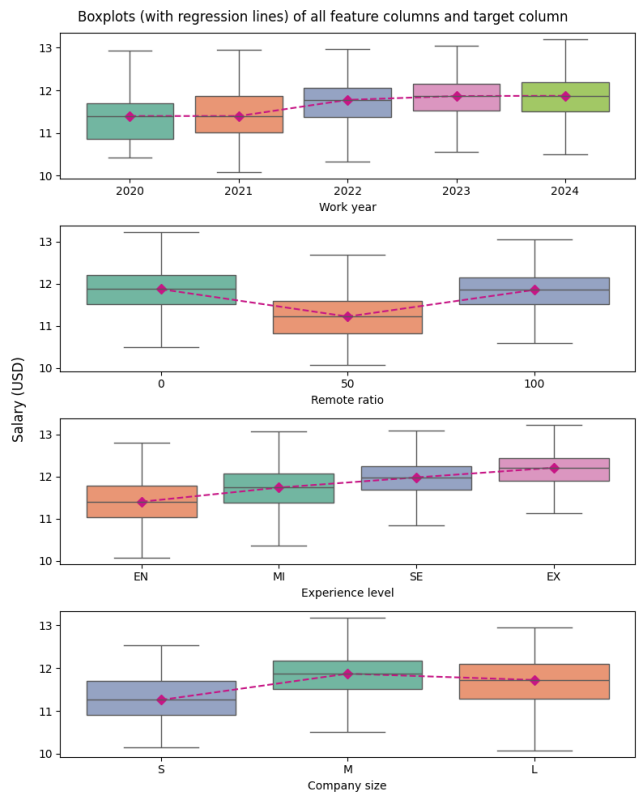 Boxplots (with regression lines) of all feature columns and target column
Salary (USD)
13
12
11
10
2020 2021 2022 2023 2024
Work year
13
12
11
10
0 50 100
Remote ratio
13
12
11
10
EN MI SE EX
Experience level
13
12
11
10
S M L
Company size